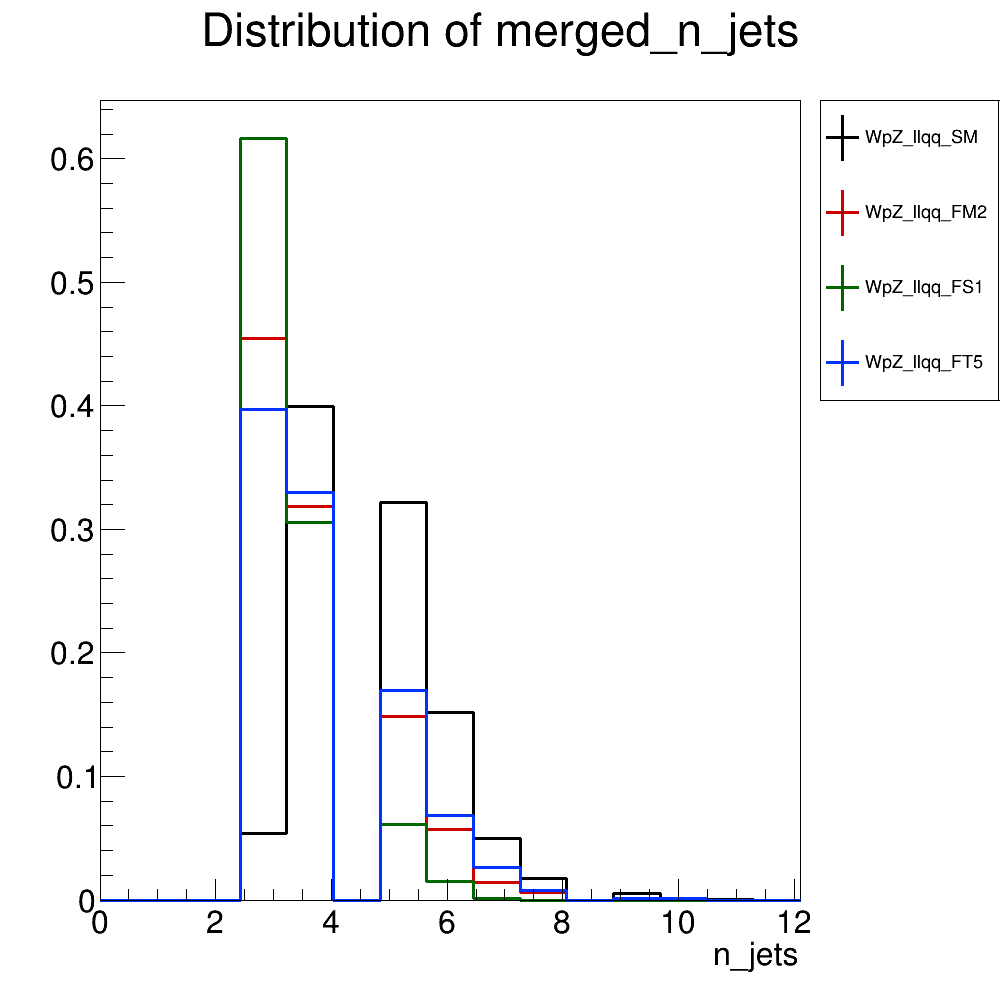 Distribution of merged_n_jets
0.6
0.5
0.4
0.3
0.2
0.1
0
0 2 4 6 8 10 12
n_jets
WpZ_llqq_SM
WpZ_llqq_FM2
WpZ_llqq_FS1
WpZ_llqq_FT5